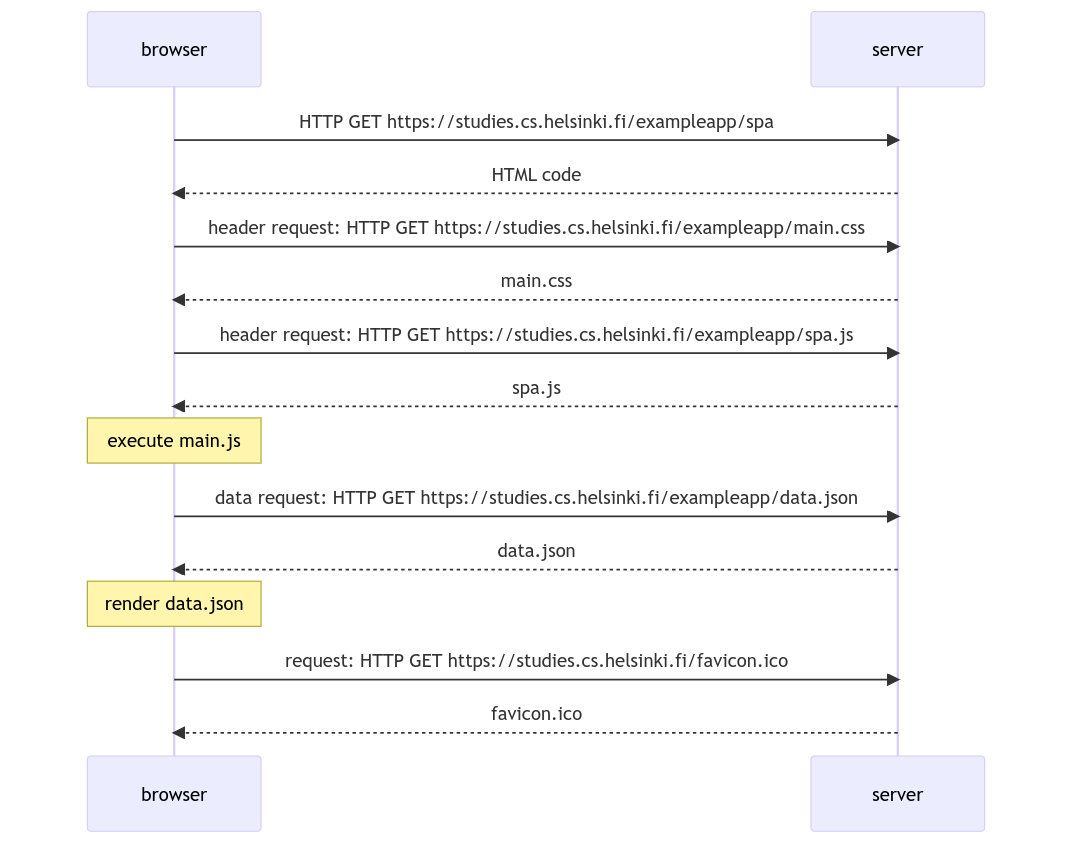 browser
server
HTTP GET https://studies.cs.helsinki.fi/exampleapp/spa
HTML code
header request: HTTP GET https://studies.cs.helsinki.fi/exampleapp/main.css
main.css
header request: HTTP GET https://studies.cs.helsinki.fi/exampleapp/spa.js
spa.js
execute main.js
data request: HTTP GET https://studies.cs.helsinki.fi/exampleapp/data.json
data.json
render data.json
request: HTTP GET https://studies.cs.helsinki.fi/favicon.ico
favicon.ico
browser
server